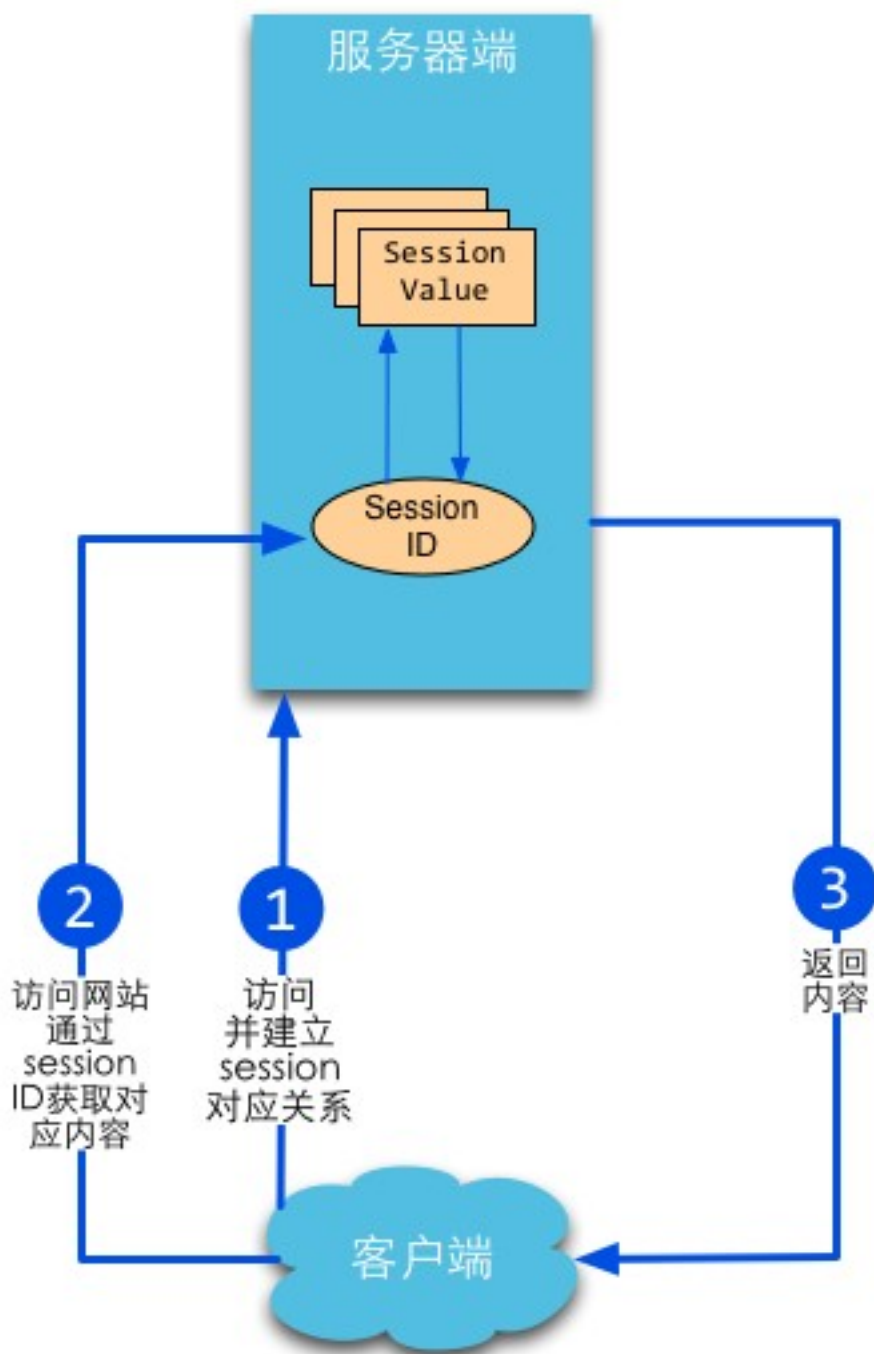 服务器端
Session
Value
Session
ID
2
访问网站
通过
session
ID获取对
应内容
1
访问
并建立
session
对应关系
3
返回
内容
客户端